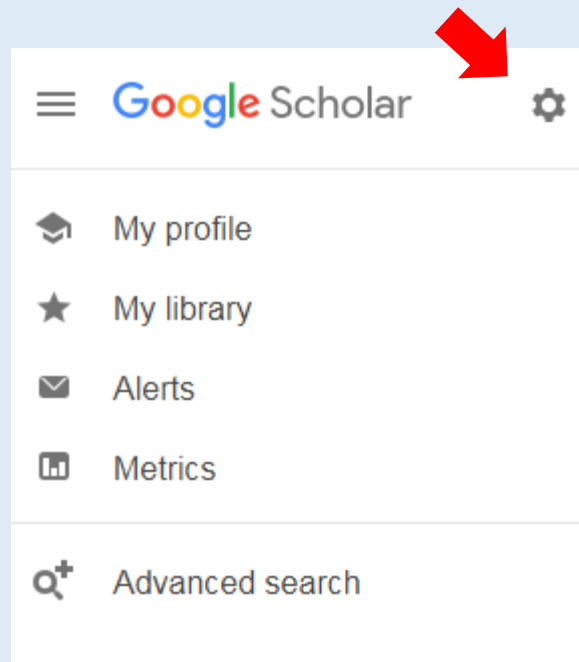 Google Scholar
My profile
My library
Alerts
Metrics
Advanced search